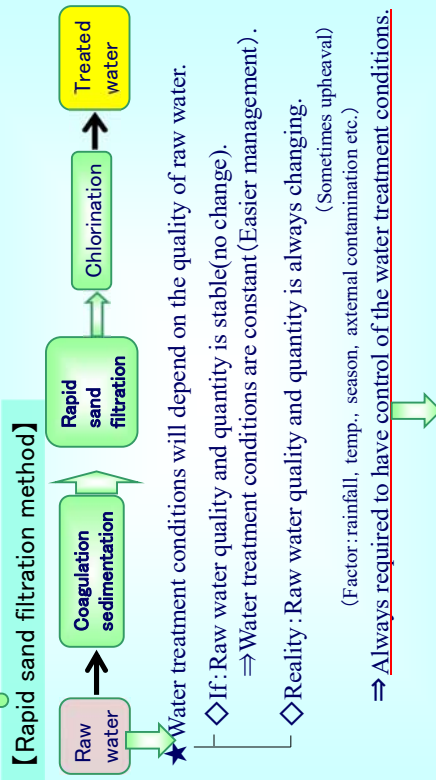 【Rapid sand filtration method】
Raw
water
Coagulation
sedimentation
Rapid
sand
filtration
Chlorination
Treated
water
★Water treatment conditions will depend on the quality of raw water.
◇If:Raw water quality and quantity is stable(no change).
⇒Water treatment conditions are constant(Easier management).
◇Reality:Raw water quality and quantity is always changing.
(Sometimes upheaval)
(Factor:rainfall, temp., season, axternal contamination etc.)
⇒Always required to have control of the water treatment conditions.